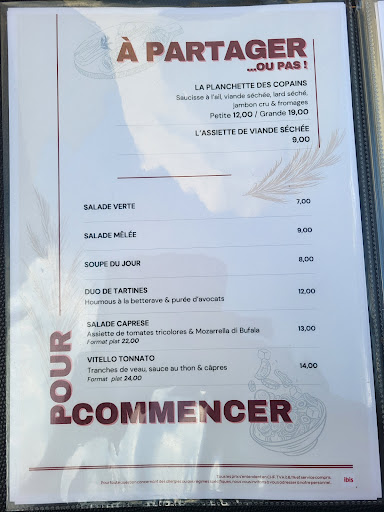 À PARTAGER
...OU PAS !
LA PLANCHETTE DES COPAINS
Saucisse à l'ail, viande séchée, lard séché,
jambon cru & fromages
Petite 12,00 / Grande 19,00
L'ASSIETTE DE VIANDE SÉCHÉE
9,00
SALADE VERTE 7,00
SALADE MÊLÉE 9,00
SOUPE DU JOUR 8,00
DUO DE TARTINES 12,00
Houmous à la betterave & purée d'avocats
SALADE CAPRESE 13,00
Assiette de tomates tricolores & Mozarrella di Bufala
Format plat 22,00
VITELLO TONNATO 14,00
Tranches de veau, sauce au thon & câpres
Format plat 24,00
POUR
COMMENCER
ibis